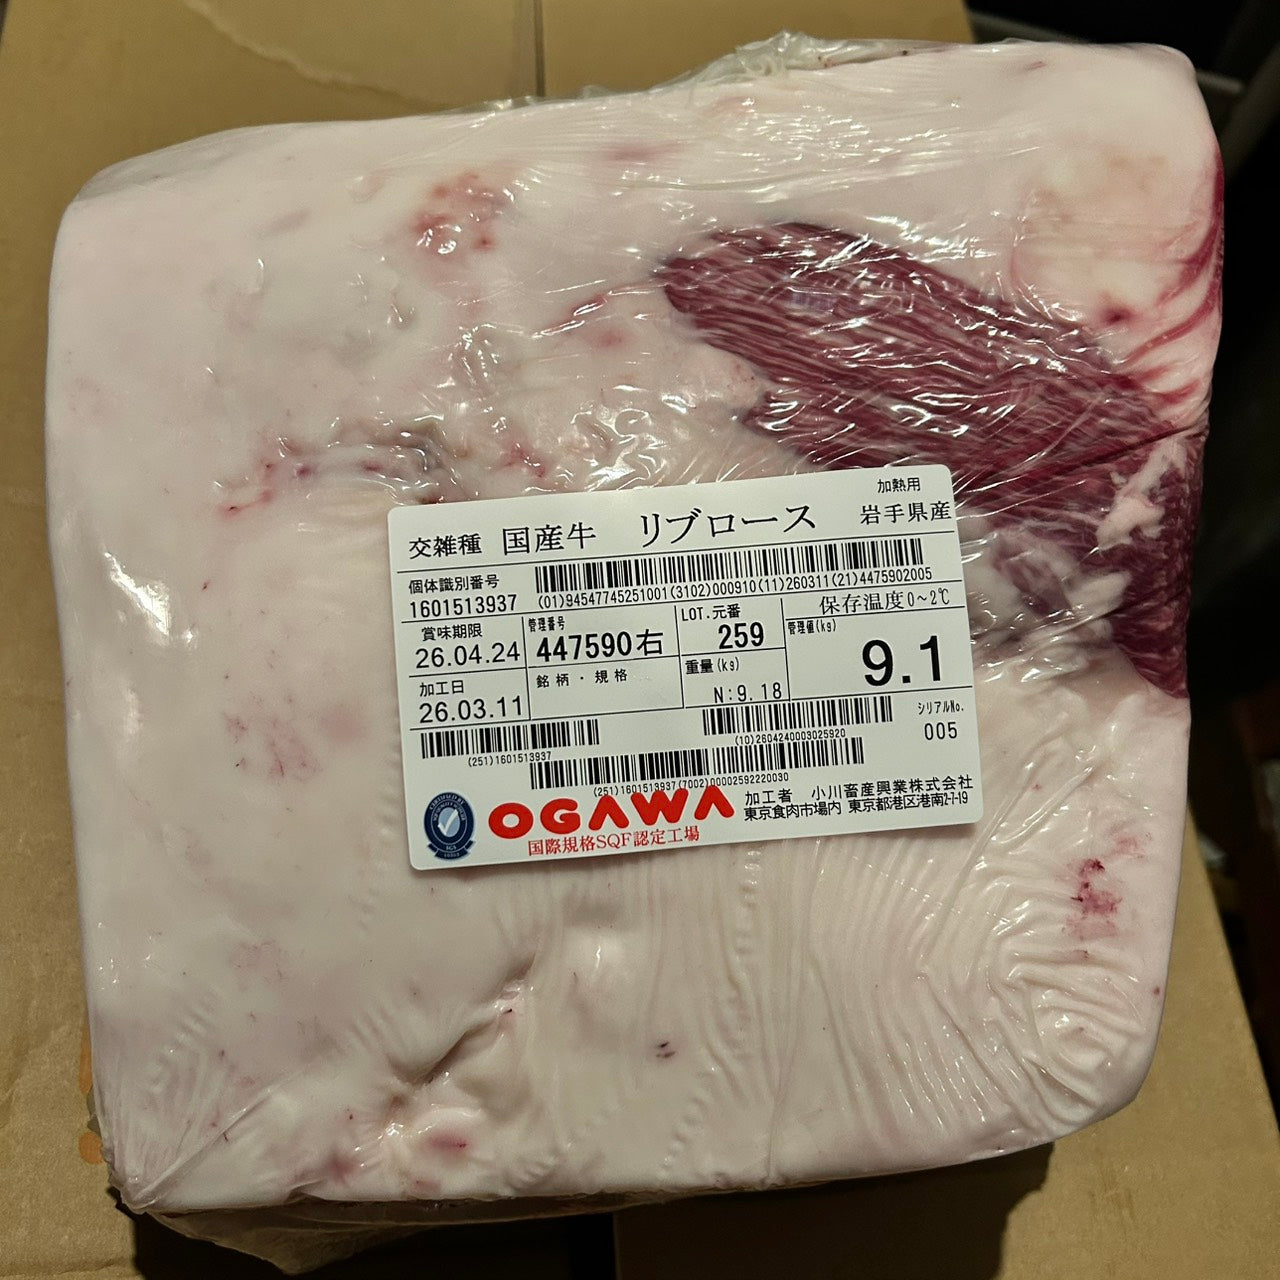 加熱用
交雑種 国産牛 リブロース 岩手県産
個体識別番号
1601513937
(01)94547745251001(3102)000910(11)260311(21)4475902005
賞味期限
26.04.24
管理番号
447590右
LOT.元番
259
保存温度0~2℃
管理値(kg)
9.1
加工日
26.03.11
銘柄・規格
重量(kg)
N:9.18
シリアルNo.
005
(251)1601513937
(10)2604240003025920
(251)1601513937(7002)00002592220030
OGAWA
国際規格SQF認定工場
加工者 小川畜産興業株式会社
東京食肉市場内 東京都港区港南2-7-19
SGS